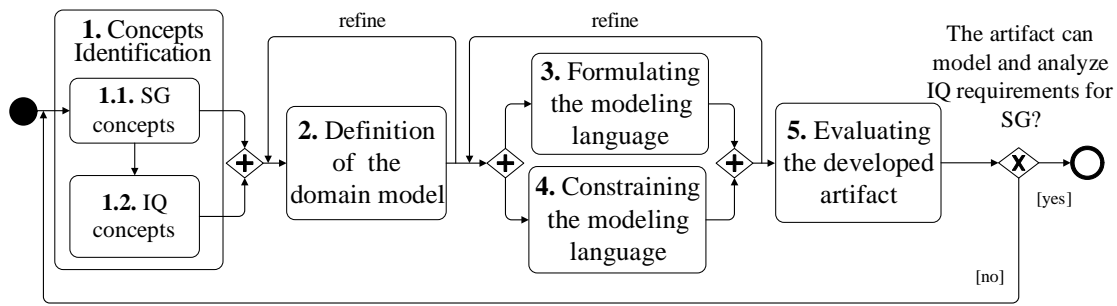 refine
refine
1. Concepts
Identification
1.1. SG
concepts
1.2. IQ
concepts
2. Definition
of the
domain model
3. Formulating
the modeling
language
4. Constraining
the modeling
language
5. Evaluating
the developed
artifact
The artifact can
model and analyze
IQ requirements for
SG?
X
[yes]
[no]